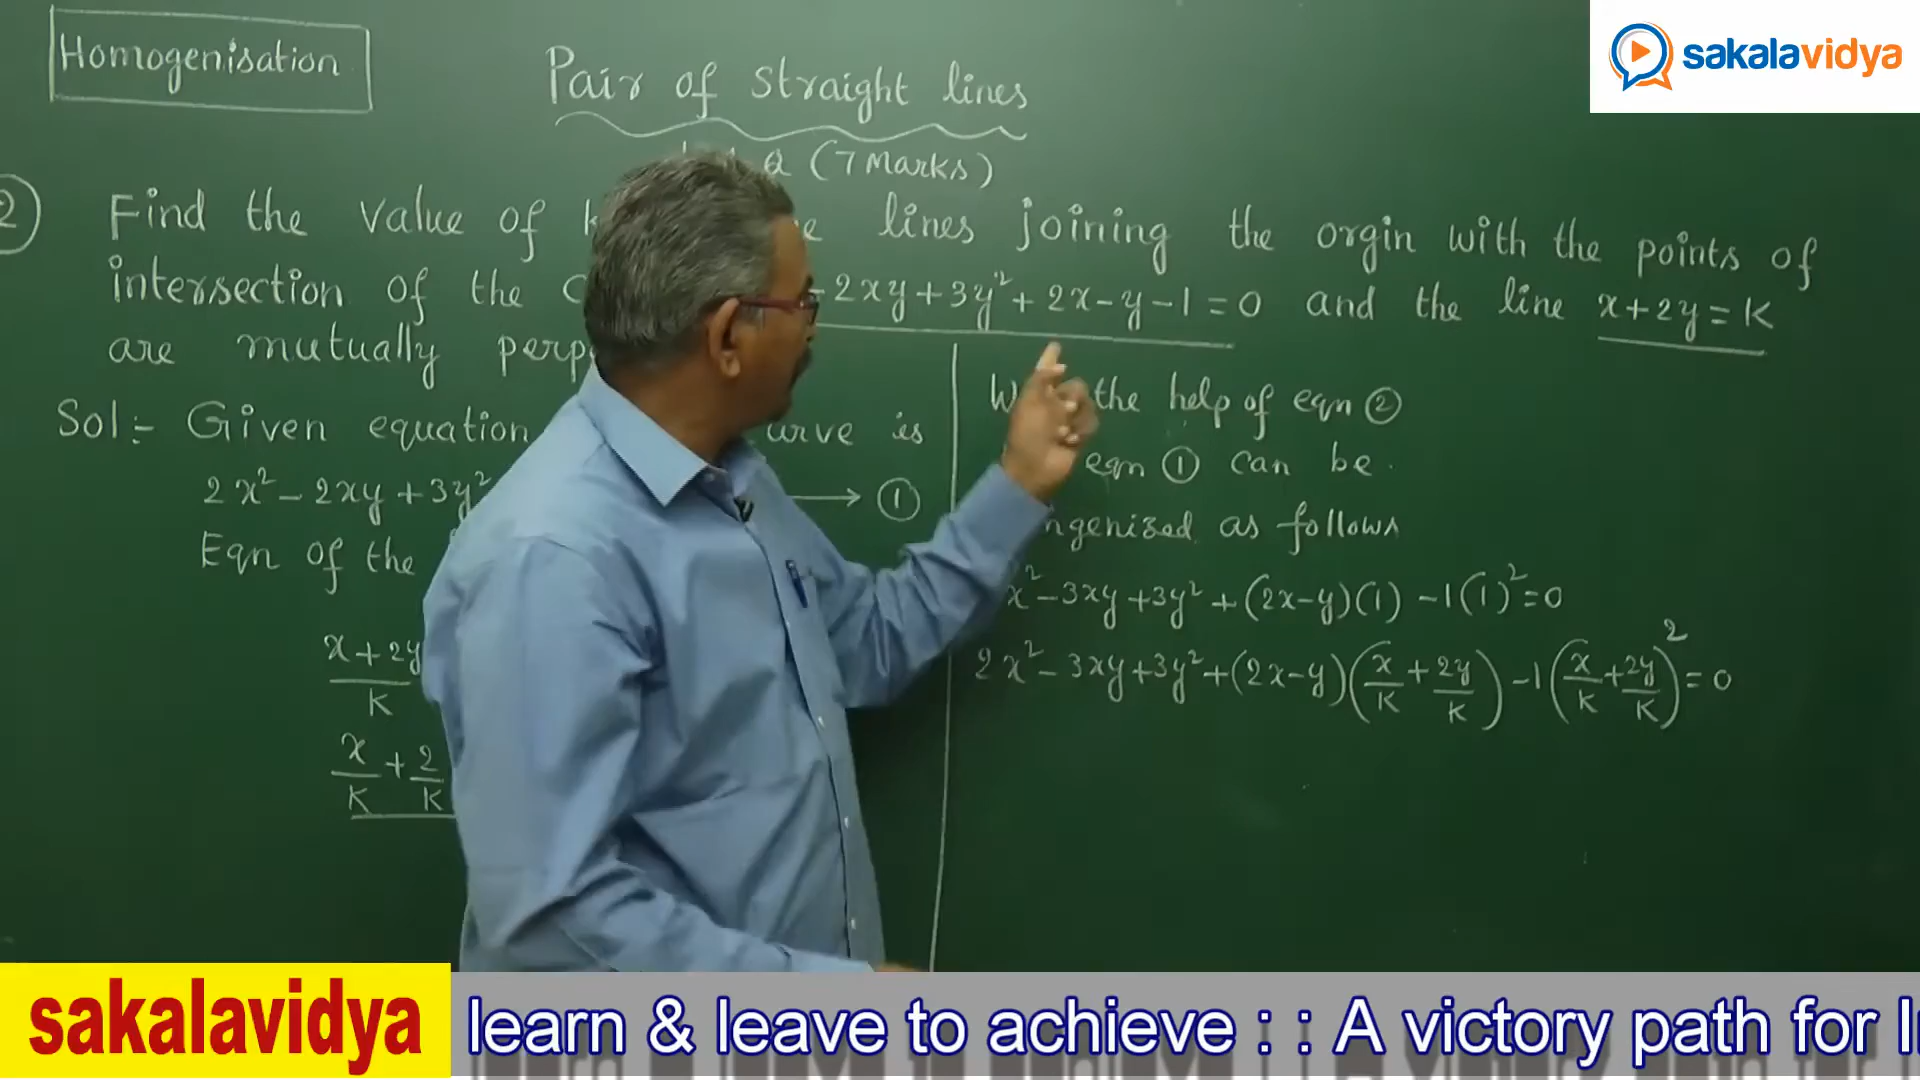 Homogenisation
Pair of straight lines
Q (7 Marks)
2 Find the value of k lines joining the orgin with the points of
intersection of the - 2xy + 3y² + 2x - y - 1 = 0 and the line x + 2y = K
are mutually
Sol:- Given equation is
2x² - 2xy + 3y² → ①
Eqn of the
x + 2y / K
x/K + 2/K
the help of eqn ②
eqn ① can be
as follows
x² - 3xy + 3y² + (2x - y)(1) - 1(1)² = 0
2x² - 3xy + 3y² + (2x - y)(x/K + 2y/K) - 1(x/K + 2y/K)² = 0
sakalavidya
sakalavidya
learn & leave to achieve : : A victory path for